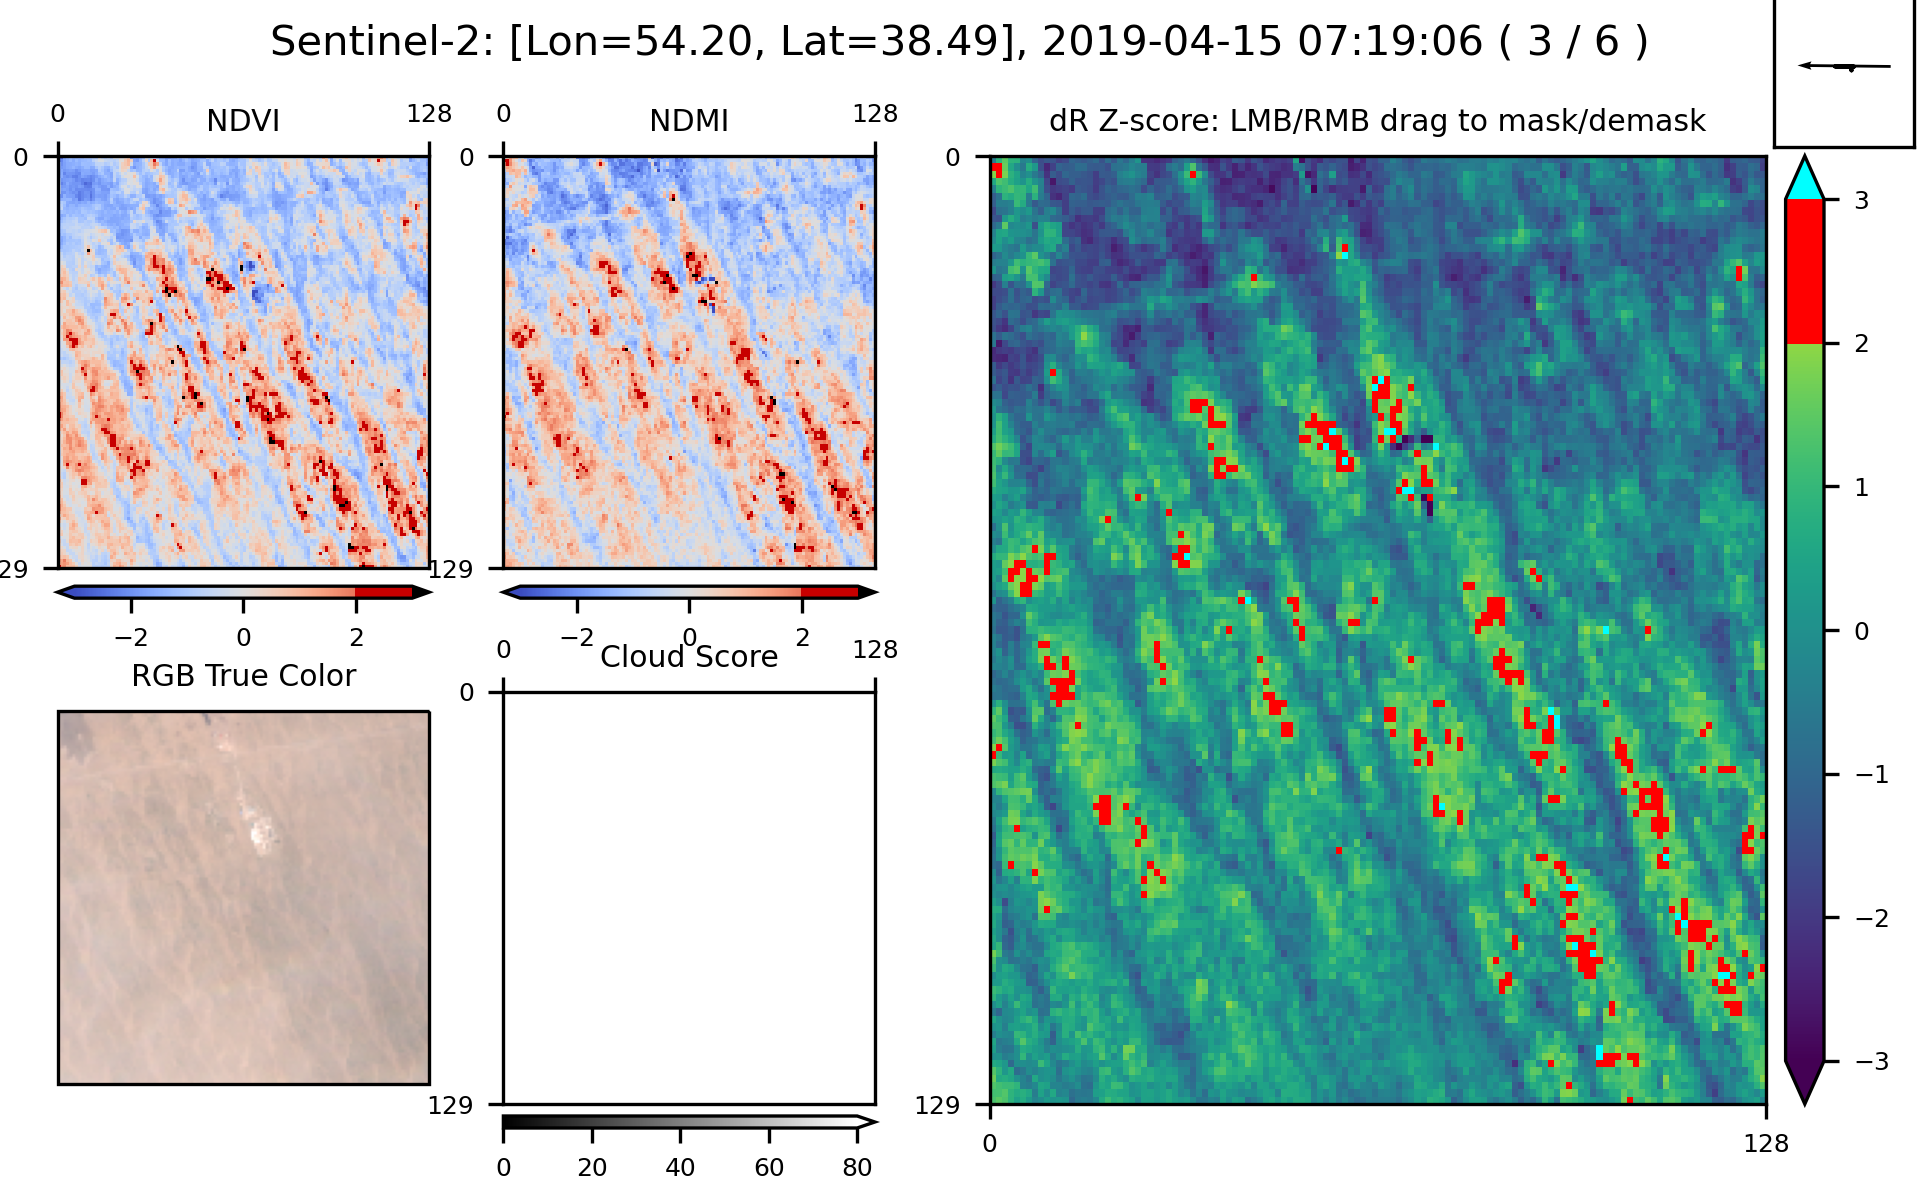 Sentinel-2: [Lon=54.20, Lat=38.49], 2019-04-15 07:19:06 ( 3 / 6 )
0 NDVI 128
0
29
−2 0 2
0 NDMI 128
0
129
−2 0 2
RGB True Color
0 Cloud Score 128
0
129
0 20 40 60 80
dR Z-score: LMB/RMB drag to mask/demask
0
129
0 128
3
2
1
0
−1
−2
−3